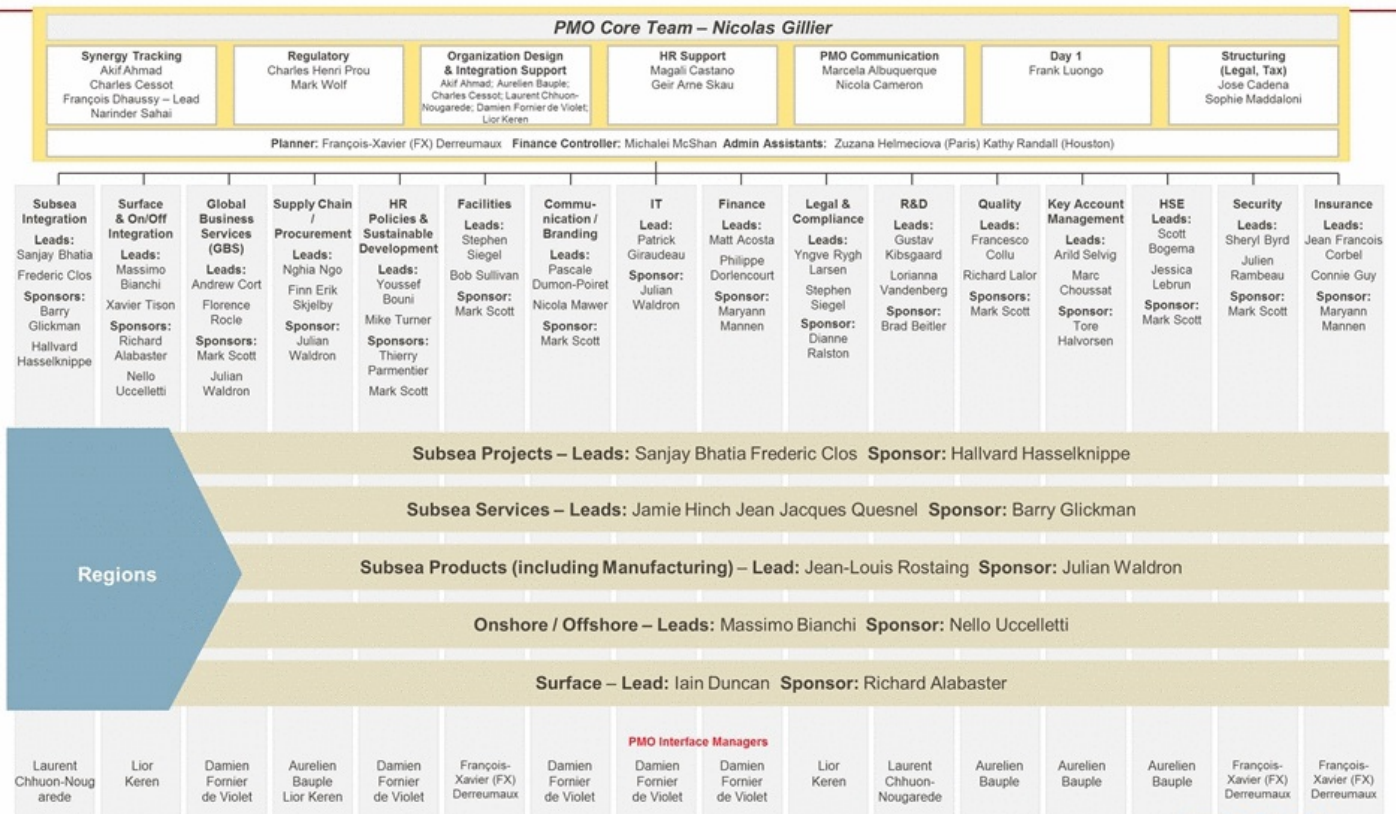 PMO Core Team – Nicolas Gillier
Synergy Tracking
Akif Ahmad
Charles Cessot
François Dhaussy – Lead
Narinder Sahai
Regulatory
Charles Henri Prou
Mark Wolf
Organization Design
& Integration Support
Akif Ahmad; Aurelien Bauple;
Charles Cessot; Laurent Chhuon-
Nougarede; Damien Fornier de Violet;
Lior Keren
HR Support
Magali Castano
Geir Arne Skau
PMO Communication
Marcela Albuquerque
Nicola Cameron
Day 1
Frank Luongo
Structuring
(Legal, Tax)
Jose Cadena
Sophie Maddaloni
Planner: François-Xavier (FX) Derreumaux Finance Controller: Michalei McShan Admin Assistants: Zuzana Helmeciova (Paris) Kathy Randall (Houston)
Subsea
Integration
Leads:
Sanjay Bhatia
Frederic Clos
Sponsors:
Barry
Glickman
Hallvard
Hasselknippe
Surface
& On/Off
Integration
Leads:
Massimo
Bianchi
Xavier Tison
Sponsors:
Richard
Alabaster
Nello
Uccelletti
Global
Business
Services
(GBS)
Leads:
Andrew Cort
Florence
Rocle
Sponsors:
Mark Scott
Julian
Waldron
Supply Chain
/
Procurement
Leads:
Nghia Ngo
Finn Erik
Skjelby
Sponsor:
Julian
Waldron
HR
Policies &
Sustainable
Development
Leads:
Youssef
Bouni
Mike Turner
Sponsors:
Thierry
Parmentier
Mark Scott
Facilities
Leads:
Stephen
Siegel
Bob Sullivan
Sponsor:
Mark Scott
Commu-
nication /
Branding
Leads:
Pascale
Dumon-Poiret
Nicola Mawer
Sponsor:
Mark Scott
IT
Lead:
Patrick
Giraudeau
Sponsor:
Julian
Waldron
Finance
Leads:
Matt Acosta
Philippe
Dorlencourt
Sponsor:
Maryann
Mannen
Legal &
Compliance
Leads:
Yngve Rygh
Larsen
Stephen
Siegel
Sponsor:
Dianne
Ralston
R&D
Leads:
Gustav
Kibsgaard
Lorianna
Vandenberg
Sponsor:
Brad Beitler
Quality
Leads:
Francesco
Collu
Richard Lalor
Sponsors:
Mark Scott
Key Account
Management
Leads:
Arild Selvig
Marc
Choussat
Sponsor:
Tore
Halvorsen
HSE
Leads:
Scott
Bogema
Jessica
Lebrun
Sponsor:
Mark Scott
Security
Leads:
Sheryl Byrd
Julien
Rambeau
Sponsor:
Mark Scott
Insurance
Leads:
Jean Francois
Corbel
Connie Guy
Sponsor:
Maryann
Mannen
Regions
Subsea Projects – Leads: Sanjay Bhatia Frederic Clos Sponsor: Hallvard Hasselknippe
Subsea Services – Leads: Jamie Hinch Jean Jacques Quesnel Sponsor: Barry Glickman
Subsea Products (including Manufacturing) – Lead: Jean-Louis Rostaing Sponsor: Julian Waldron
Onshore / Offshore – Leads: Massimo Bianchi Sponsor: Nello Uccelletti
Surface – Lead: Iain Duncan Sponsor: Richard Alabaster
PMO Interface Managers
Laurent
Chhuon-Noug
arede
Lior
Keren
Damien
Fornier
de Violet
Aurelien
Bauple
Lior Keren
Damien
Fornier
de Violet
François-
Xavier (FX)
Derreumaux
Damien
Fornier
de Violet
Damien
Fornier
de Violet
Damien
Fornier
de Violet
Lior
Keren
Laurent
Chhuon-
Nougarede
Aurelien
Bauple
Aurelien
Bauple
Aurelien
Bauple
François-
Xavier (FX)
Derreumaux
François-
Xavier (FX)
Derreumaux